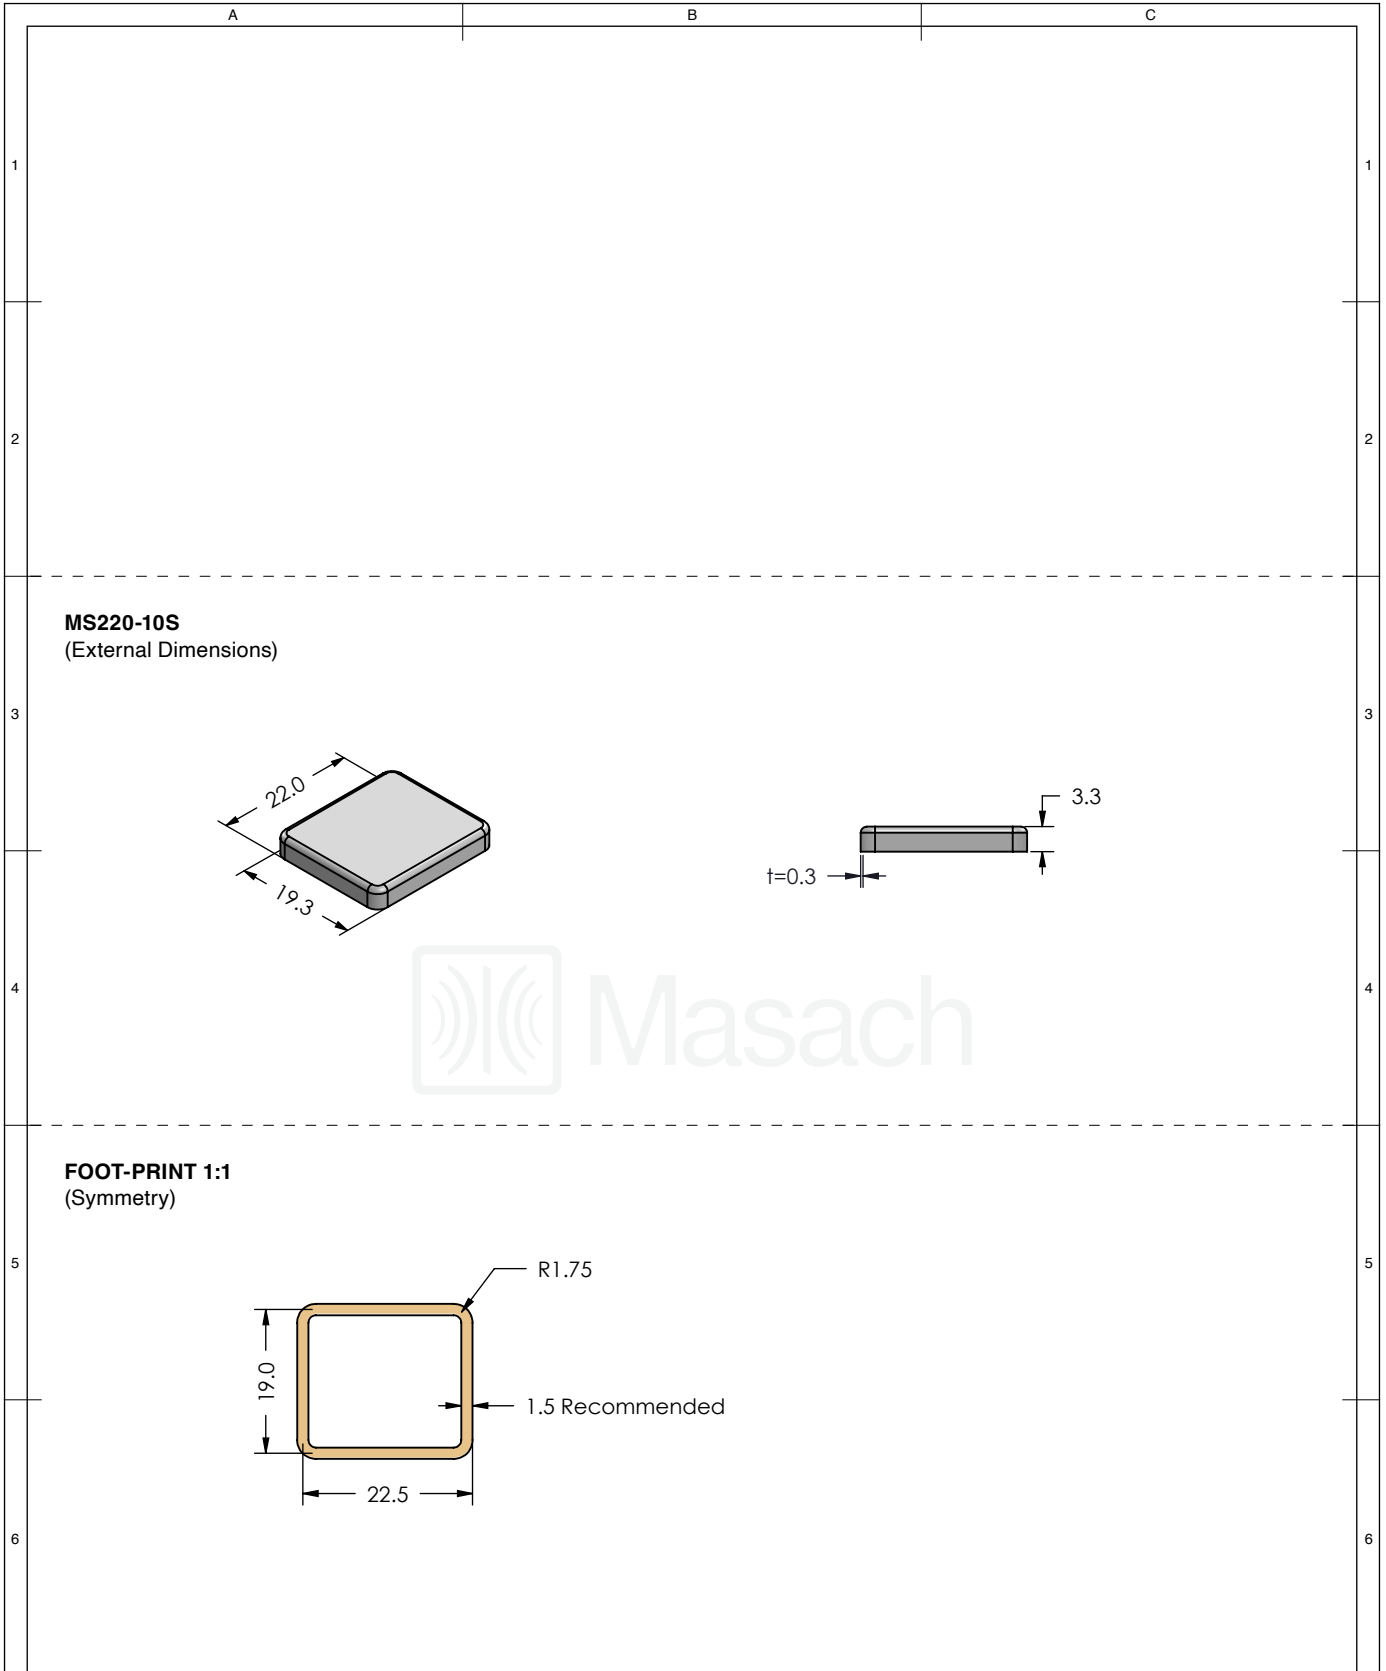 A B C
1 1
2 2
MS220-10S
(External Dimensions)
3 3
22.0
19.3
3.3
t=0.3
Masach
4 4
FOOT-PRINT 1:1
(Symmetry)
5 5
R1.75
19.0
1.5 Recommended
22.5
6 6